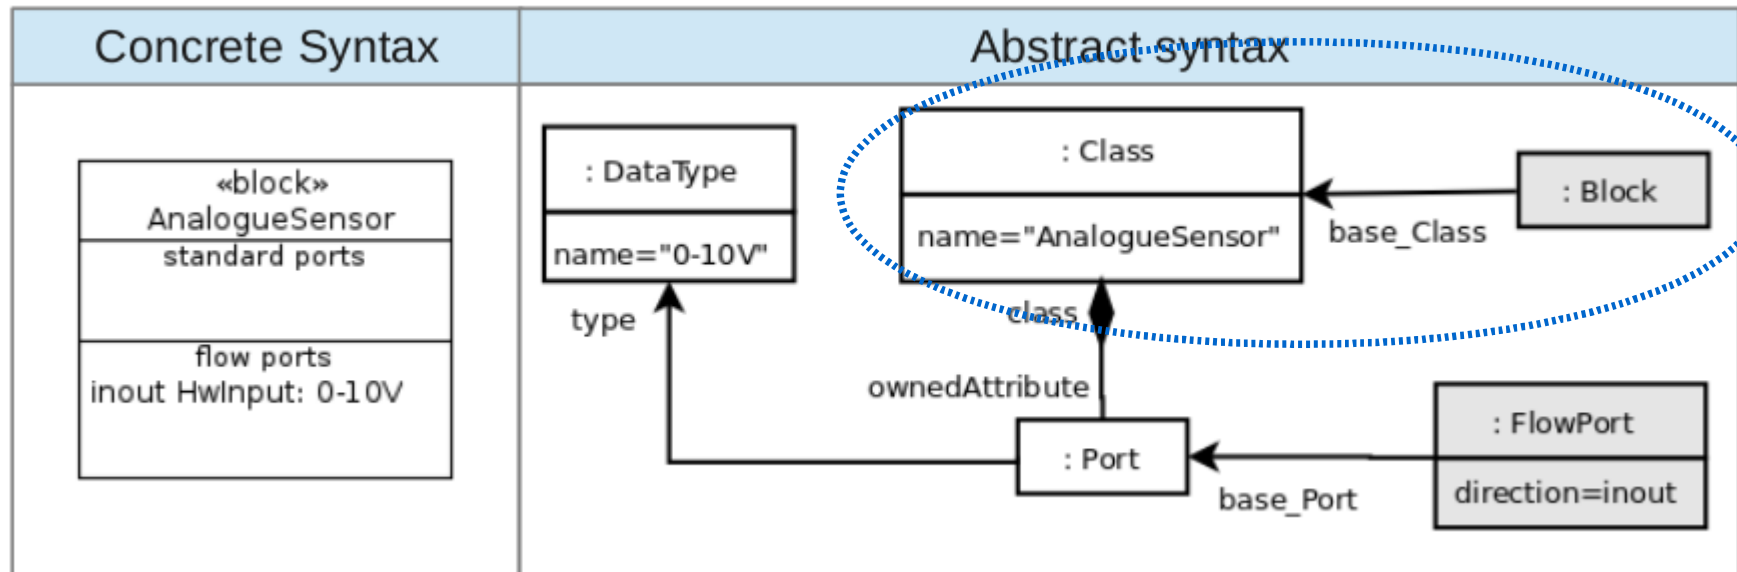 Concrete Syntax
Abstract syntax
«block»
AnalogueSensor
standard ports
flow ports
inout HwInput: 0-10V
: DataType
name="0-10V"
type
: Class
name="AnalogueSensor"
class
base_Class
: Block
ownedAttribute
: Port
base_Port
: FlowPort
direction=inout